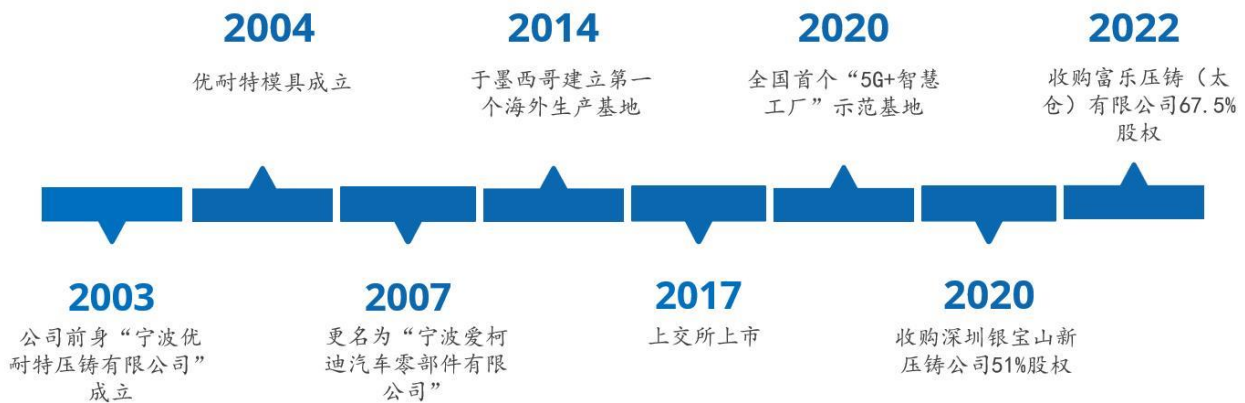 2004
优耐特模具成立
2014
于墨西哥建立第一
个海外生产基地
2020
全国首个“5G+智慧
工厂”示范基地
2022
收购富乐压铸（太
仓）有限公司67.5%
股权
2003
公司前身“宁波优
耐特压铸有限公司”
成立
2007
更名为“宁波爱柯
迪汽车零部件有限
公司”
2017
上交所上市
2020
收购深圳银宝山新
压铸公司51%股权